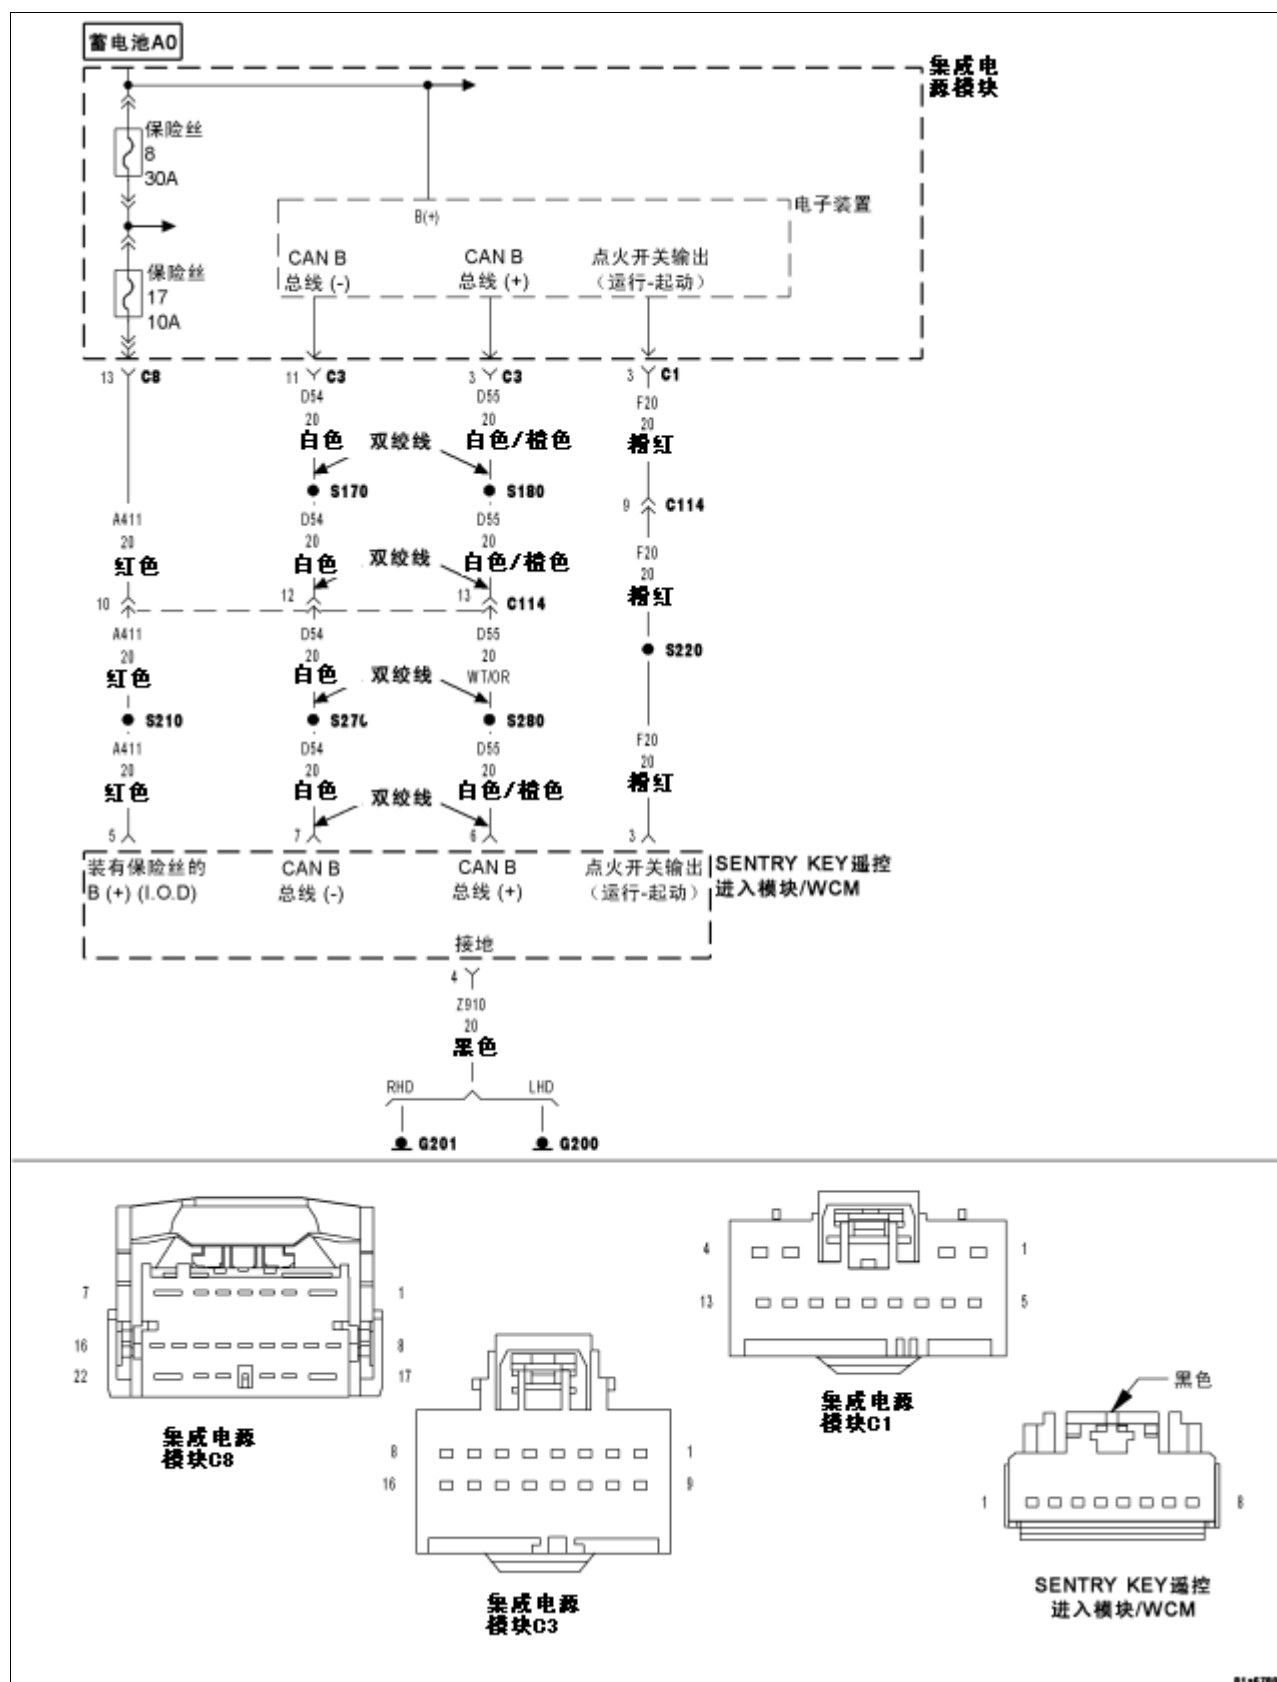 蓄电池A0
集成电
源模块
保险丝
8
30A
B(+)
电子装置
CAN B
总线 (-)
CAN B
总线 (+)
点火开关输出
(运行-起动)
保险丝
17
10A
13 C8
11 C3
3 C3
3 C1
D54
20
白色
双绞线
D55
20
白色/橙色
F20
20
粉红
S170
S180
9 C114
A411
20
红色
D54
20
白色
双绞线
D55
20
白色/橙色
F20
20
粉红
10
12
13 C114
A411
20
红色
D54
20
白色
双绞线
D55
20
WT/OR
S220
S210
S270
S280
A411
20
红色
D54
20
白色
双绞线
D55
20
白色/橙色
F20
20
粉红
5
7
6
3
装有保险丝的
B (+) (I.O.D)
CAN B
总线 (-)
CAN B
总线 (+)
点火开关输出
(运行-起动)
SENTRY KEY遥控
进入模块/WCM
接地
4
Z910
20
黑色
RHD
LHD
G201
G200
7
1
16
8
22
17
集成电源
模块C8
8
1
16
9
集成电源
模块C3
4
1
13
5
集成电源
模块C1
黑色
1
8
SENTRY KEY遥控
进入模块/WCM